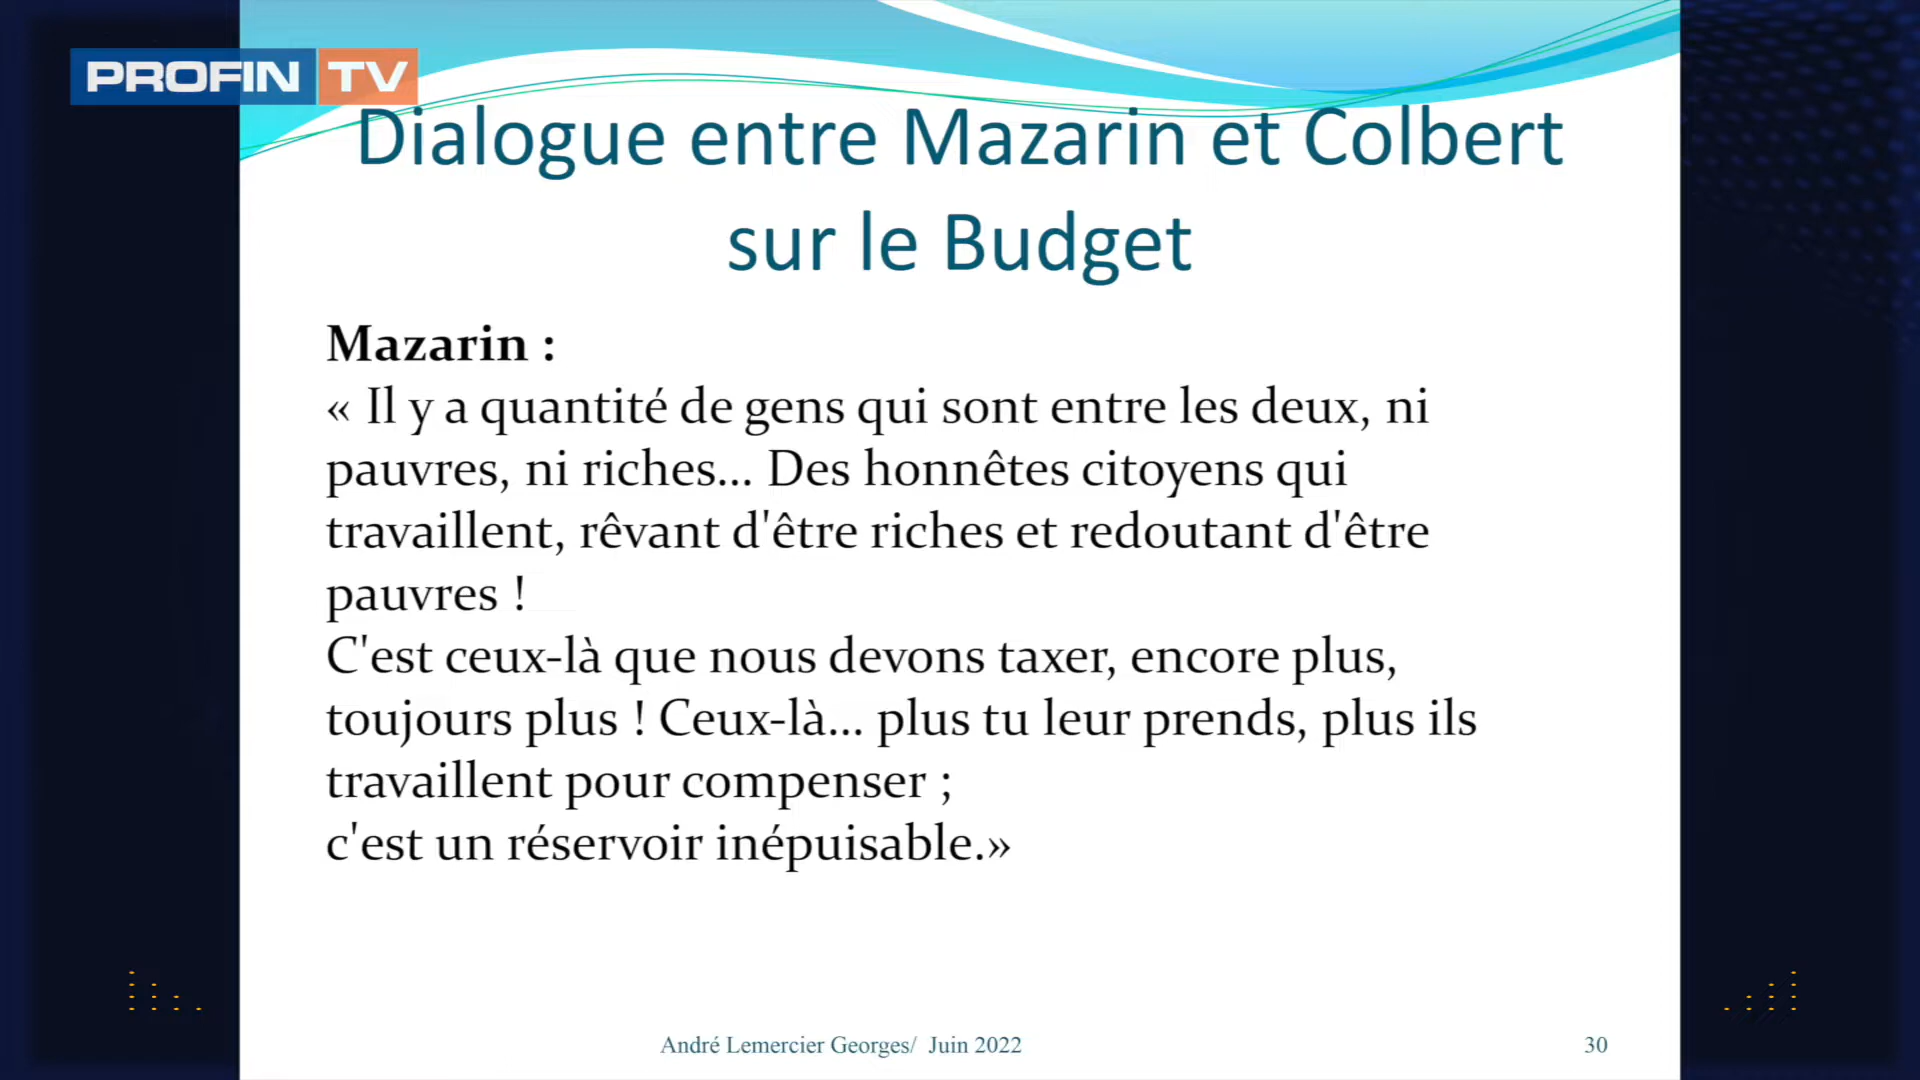 PROFIN TV
Dialogue entre Mazarin et Colbert
sur le Budget
Mazarin :
« Il y a quantité de gens qui sont entre les deux, ni
pauvres, ni riches... Des honnêtes citoyens qui
travaillent, rêvant d'être riches et redoutant d'être
pauvres !
C'est ceux-là que nous devons taxer, encore plus,
toujours plus ! Ceux-là... plus tu leur prends, plus ils
travaillent pour compenser ;
c'est un réservoir inépuisable.»
André Lemercier Georges/ Juin 2022
30